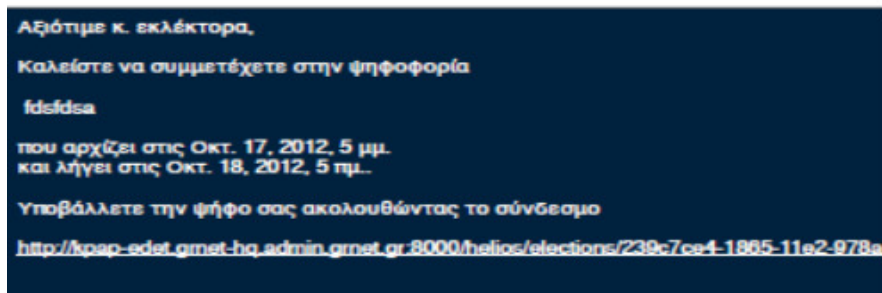 Αξιότιμε κ. εκλέκτορα,
Καλείστε να συμμετέχετε στην ψηφοφορία
fdsfdsa
που αρχίζει στις Οκτ. 17, 2012, 5 μμ.
και λήγει στις Οκτ. 18, 2012, 5 πμ..
Υποβάλλετε την ψήφο σας ακολουθώντας το σύνδεσμο
http://kpap-edet.grnet-hq.admin.grnet.gr:8000/helios/elections/239c7ce4-1865-11e2-978a